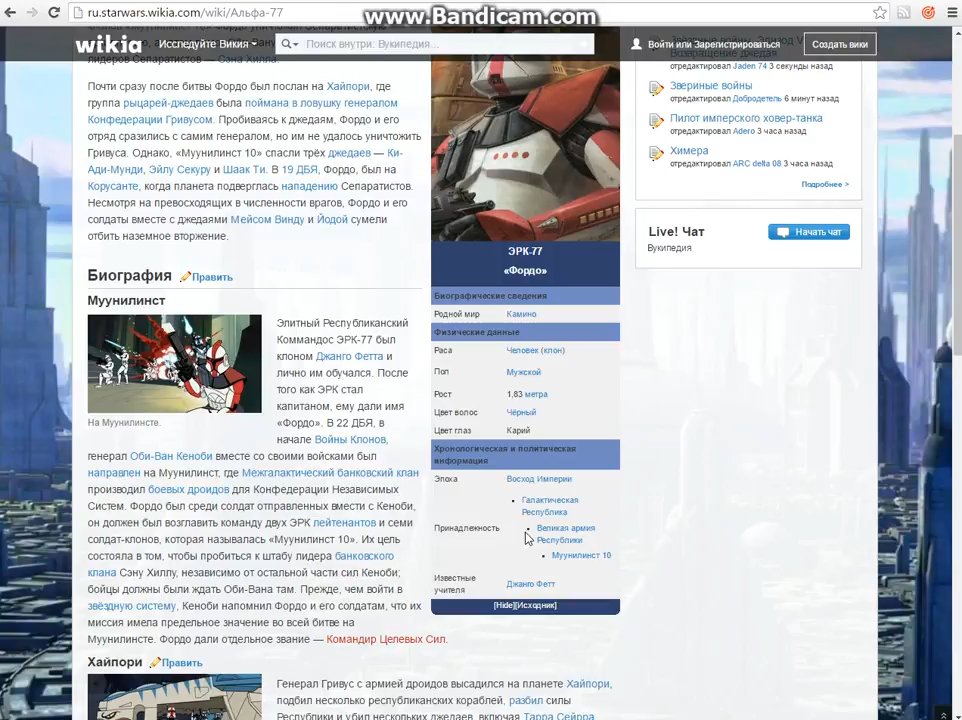 ru.starwars.wikia.com/wiki/Альфа-77
www.Bandicam.com
wikia
Исследуйте Викия
Поиск внутри: Вукипедия...
Войти или Зарегистрироваться
Создать вики
лидеров Сепаратистов — Сэна Хилла.
Почти сразу после битвы Фордо был послан на Хайпори, где
группа рыцарей-джедаев была поймана в ловушку генералом
Конфедерации Гривусом. Пробиваясь к джедаям, Фордо и его
отряд сразились с самим генералом, но им не удалось уничтожить
Гривуса. Однако, «Муунилинст 10» спасли трёх джедаев — Ки-
Ади-Мунди, Эйлу Секуру и Шаак Ти. В 19 ДБЯ, Фордо, был на
Корусанте, когда планета подверглась нападению Сепаратистов.
Несмотря на превосходящих в численности врагов, Фордо и его
солдаты вместе с джедаями Мейсом Винду и Йодой сумели
отбить наземное вторжение.
Биография
Править
Муунилинст
На Муунилинсте.
Элитный Республиканский
Коммандос ЭРК-77 был
клоном Джанго Фетта и
лично им обучался. После
того как ЭРК стал
капитаном, ему дали имя
«Фордо». В 22 ДБЯ, в
начале Войны Клонов,
генерал Оби-Ван Кеноби вместе со своими войсками был
направлен на Муунилинст, где Межгалактический банковский клан
производил боевых дроидов для Конфедерации Независимых
Систем. Фордо был среди солдат отправленных вместе с Кеноби,
он должен был возглавить команду двух ЭРК лейтенантов и семи
солдат-клонов, которая называлась «Муунилинст 10». Их цель
состояла в том, чтобы пробиться к штабу лидера банковского
клана Сэну Хиллу, независимо от остальной части сил Кеноби;
бойцы должны были ждать Оби-Вана там. Прежде, чем войти в
звёздную систему, Кеноби напомнил Фордо и его солдатам, что их
миссия имела предельное значение во всей битве на
Муунилинсте. Фордо дали отдельное звание — Командир Целевых Сил.
Хайпори
Править
Генерал Гривус с армией дроидов высадился на планете Хайпори,
подбил несколько республиканских кораблей, разбил силы
Республики и убил нескольких джедаев, включая Тарра Сейрра
ЭРК-77
«Фордо»
Биографические сведения
Родной мир
Камино
Физические данные
Раса
Человек (клон)
Пол
Мужской
Рост
1,83 метра
Цвет волос
Чёрный
Цвет глаз
Карий
Хронологическая и политическая
информация
Эпоха
Восход Империи
Принадлежность
Галактическая
Республика
Великая армия
Республики
Муунилинст 10
Известные
учителя
Джанго Фетт
[Hide][Исходник]
отредактировал Jaden 74 3 секунды назад
Звериные войны
отредактировал Добродетель 6 минут назад
Пилот имперского ховер-танка
отредактировал Adero 3 часа назад
Химера
отредактировал ARC delta 08 3 часа назад
Подробнее >
Live! Чат
Вукипедия
Начать чат